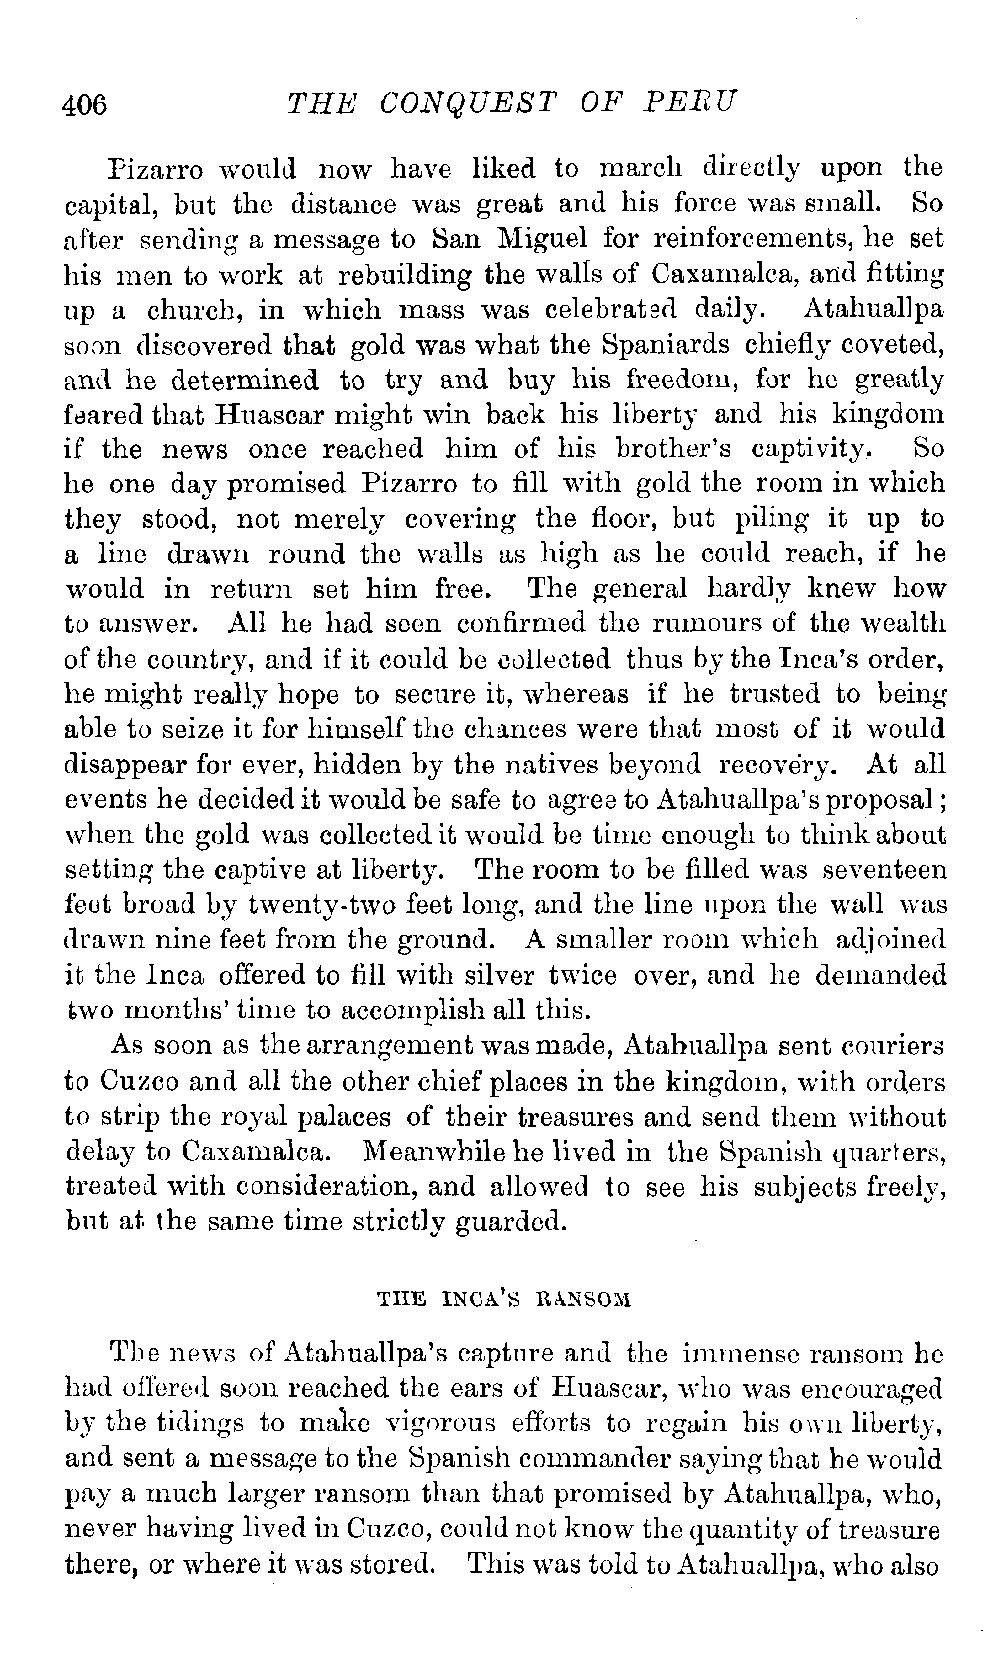 406 THE CONQUEST OF PERU
Pizarro would now have liked to march directly upon the
capital, but the distance was great and his force was small. So
after sending a message to San Miguel for reinforcements, he set
his men to work at rebuilding the walls of Caxamalca, and fitting
up a church, in which mass was celebrated daily. Atahuallpa
soon discovered that gold was what the Spaniards chiefly coveted,
and he determined to try and buy his freedom, for he greatly
feared that Huascar might win back his liberty and his kingdom
if the news once reached him of his brother's captivity. So
he one day promised Pizarro to fill with gold the room in which
they stood, not merely covering the floor, but piling it up to
a line drawn round the walls as high as he could reach, if he
would in return set him free. The general hardly knew how
to answer. All he had seen confirmed the rumours of the wealth
of the country, and if it could be collected thus by the Inca's order,
he might really hope to secure it, whereas if he trusted to being
able to seize it for himself the chances were that most of it would
disappear for ever, hidden by the natives beyond recovery. At all
events he decided it would be safe to agree to Atahuallpa's proposal;
when the gold was collected it would be time enough to think about
setting the captive at liberty. The room to be filled was seventeen
feet broad by twenty-two feet long, and the line upon the wall was
drawn nine feet from the ground. A smaller room which adjoined
it the Inca offered to fill with silver twice over, and he demanded
two months' time to accomplish all this.
As soon as the arrangement was made, Atahuallpa sent couriers
to Cuzco and all the other chief places in the kingdom, with orders
to strip the royal palaces of their treasures and send them without
delay to Caxamalca. Meanwhile he lived in the Spanish quarters,
treated with consideration, and allowed to see his subjects freely,
but at the same time strictly guarded.
THE INCA'S RANSOM
The news of Atahuallpa's capture and the immense ransom he
had offered soon reached the ears of Huascar, who was encouraged
by the tidings to make vigorous efforts to regain his own liberty,
and sent a message to the Spanish commander saying that he would
pay a much larger ransom than that promised by Atahuallpa, who,
never having lived in Cuzco, could not know the quantity of treasure
there, or where it was stored. This was told to Atahuallpa, who also